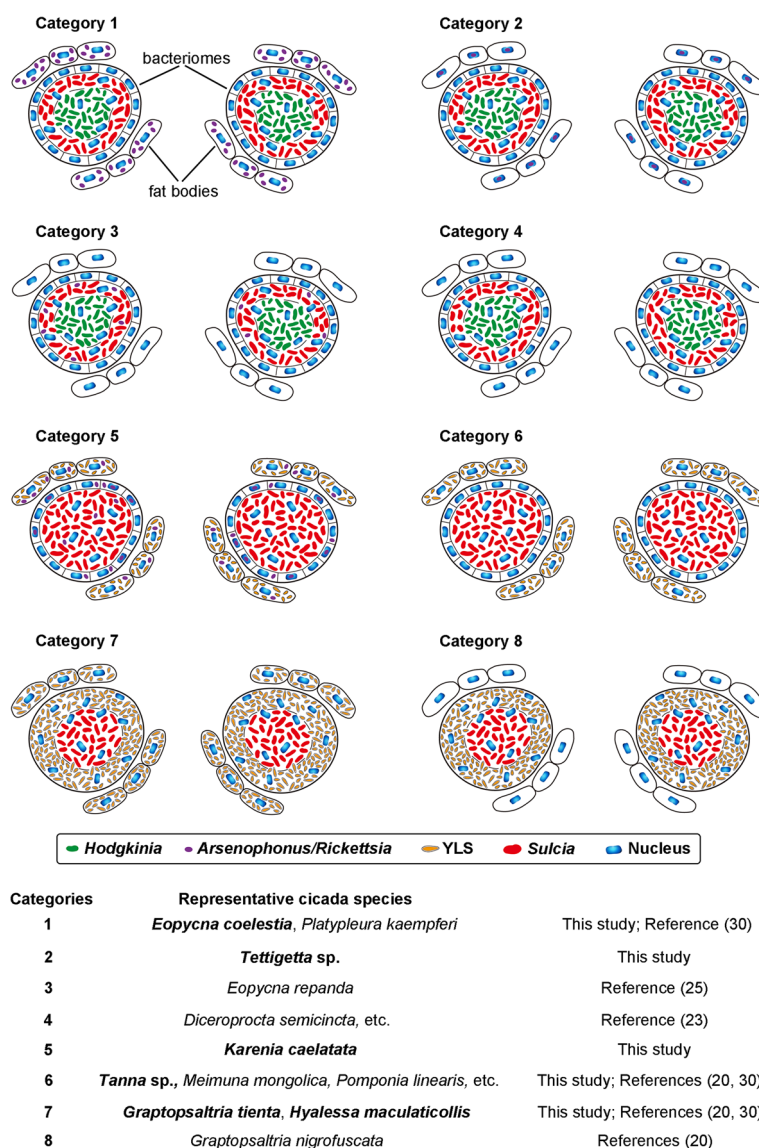 Category 1
Category 2
bacteriomes
fat bodies
Category 3
Category 4
Category 5
Category 6
Category 7
Category 8
Hodgkinia Arsenophonus/Rickettsia YLS Sulcia Nucleus
Categories Representative cicada species
1 Eopycna coelestia, Platypleura kaempferi This study; Reference (30)
2 Tettigetta sp. This study
3 Eopycna repanda Reference (25)
4 Diceroprocta semicincta, etc. Reference (23)
5 Karenia caelatata This study
6 Tanna sp., Meimuna mongolica, Pomponia linearis, etc. This study; References (20, 30)
7 Graptopsaltria tienta, Hyalessa maculaticollis This study; References (20, 30)
8 Graptopsaltria nigrofuscata References (20)